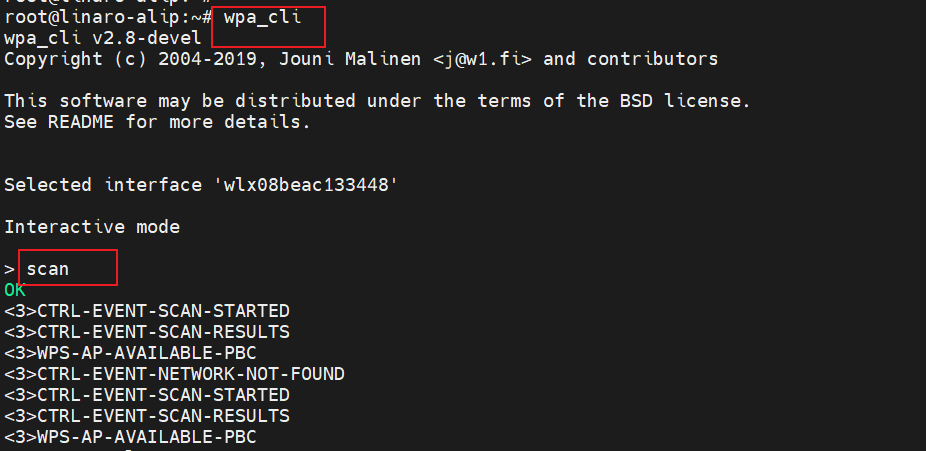 root@linaro-alip:~#
root@linaro-alip:~# wpa_cli
wpa_cli v2.8-devel
Copyright (c) 2004-2019, Jouni Malinen <j@w1.fi> and contributors
This software may be distributed under the terms of the BSD license.
See README for more details.
Selected interface 'wlx08beac133448'
Interactive mode
> scan
OK
<3>CTRL-EVENT-SCAN-STARTED
<3>CTRL-EVENT-SCAN-RESULTS
<3>WPS-AP-AVAILABLE-PBC
<3>CTRL-EVENT-NETWORK-NOT-FOUND
<3>CTRL-EVENT-SCAN-STARTED
<3>CTRL-EVENT-SCAN-RESULTS
<3>WPS-AP-AVAILABLE-PBC